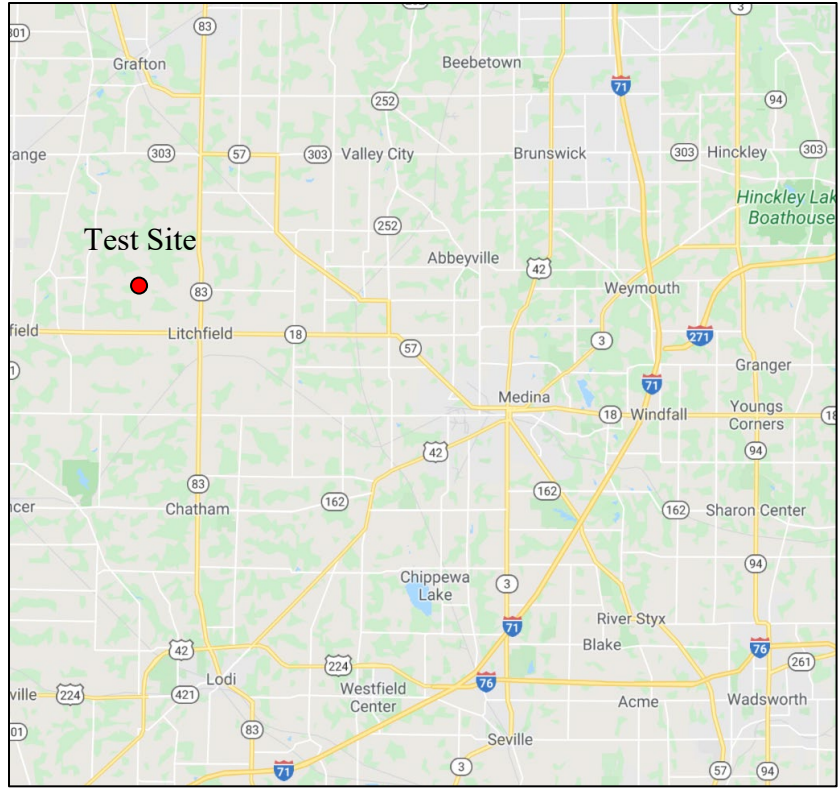 3
83
301
Grafton
Beebetown
71
252
94
303
57
303
Valley City
Brunswick
303
Hinckley
303
range
Hinckley Lak
Boathouse
252
Test Site
Abbeyville
42
83
Weymouth
field
Litchfield
18
57
3
271
Granger
71
Medina
18
Windfall
Youngs
Corners
18
42
94
83
162
162
ncer
Chatham
162
Sharon Center
94
Chippewa
Lake
3
71
River Styx
42
Blake
76
261
224
Lodi
76
ville
224
421
Westfield
Center
Acme
Wadsworth
01
83
Seville
71
3
57
94